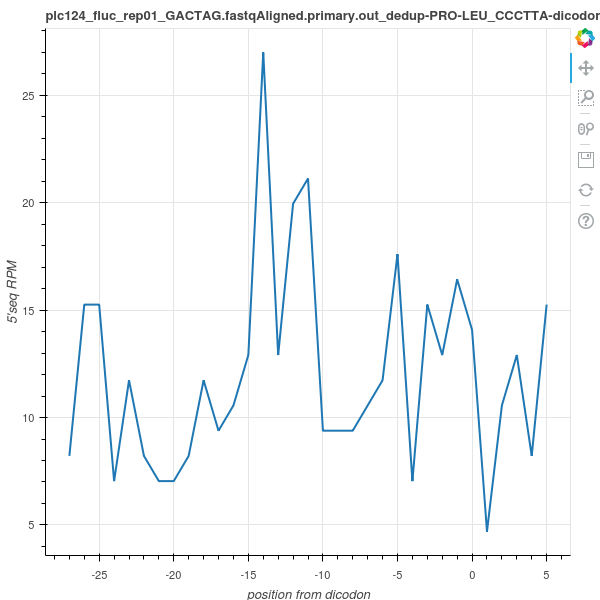 plc124_fluc_rep01_GACTAG.fastqAligned.primary.out_dedup-PRO-LEU_CCCTTA-dicodon
25
20
15
10
5
5'seq RPM
-25 -20 -15 -10 -5 0 5
position from dicodon